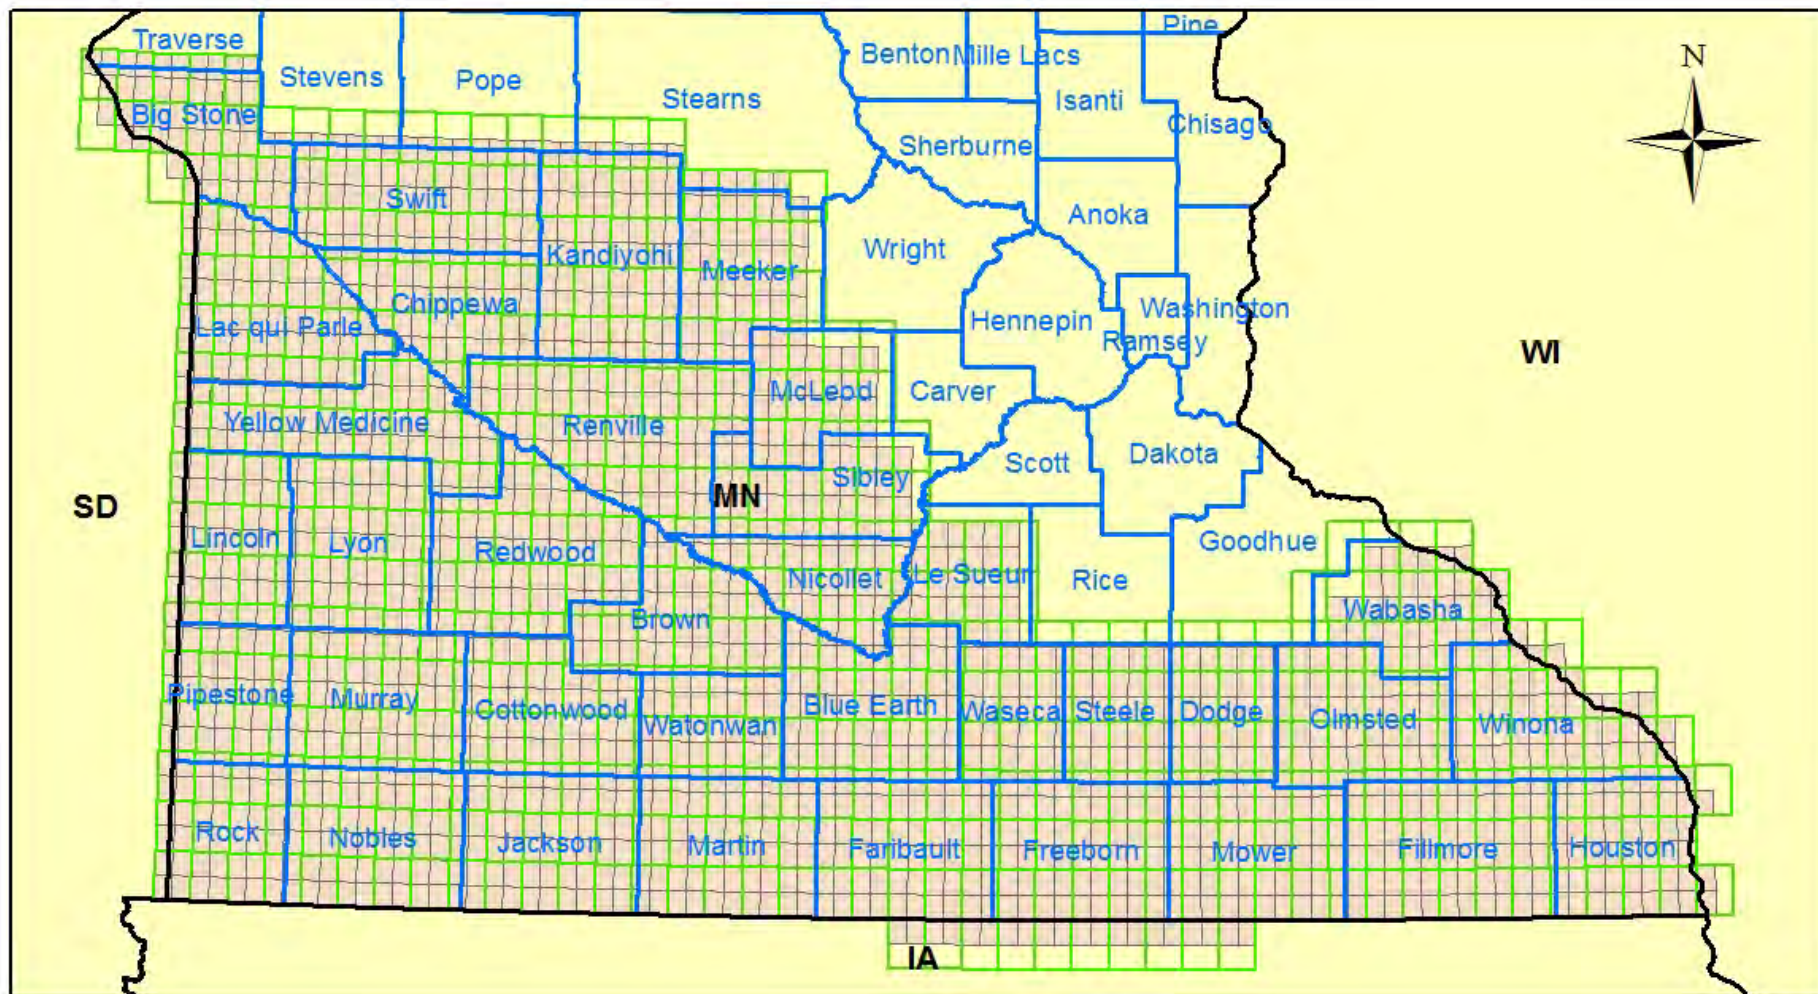 Pine
Traverse
Benton
Mille Lacs
Stevens
Pope
Stearns
Isanti
N
Big Stone
Chisago
Sherburne
Swift
Anoka
Kandiyohi
Meeker
Wright
Chippewa
Washington
Lac qui Parle
Hennepin
Ramsey
WI
McLeod
Carver
Yellow Medicine
Renville
Scott
Dakota
Sibley
MN
SD
Lincoln
Lyon
Redwood
Goodhue
Nicollet
Le Sueur
Rice
Brown
Wabasha
Pipestone
Murray
Cottonwood
Watonwan
Blue Earth
Waseca
Steele
Dodge
Olmsted
Winona
Rock
Nobles
Jackson
Martin
Faribault
Freeborn
Mower
Fillmore
Houston
IA